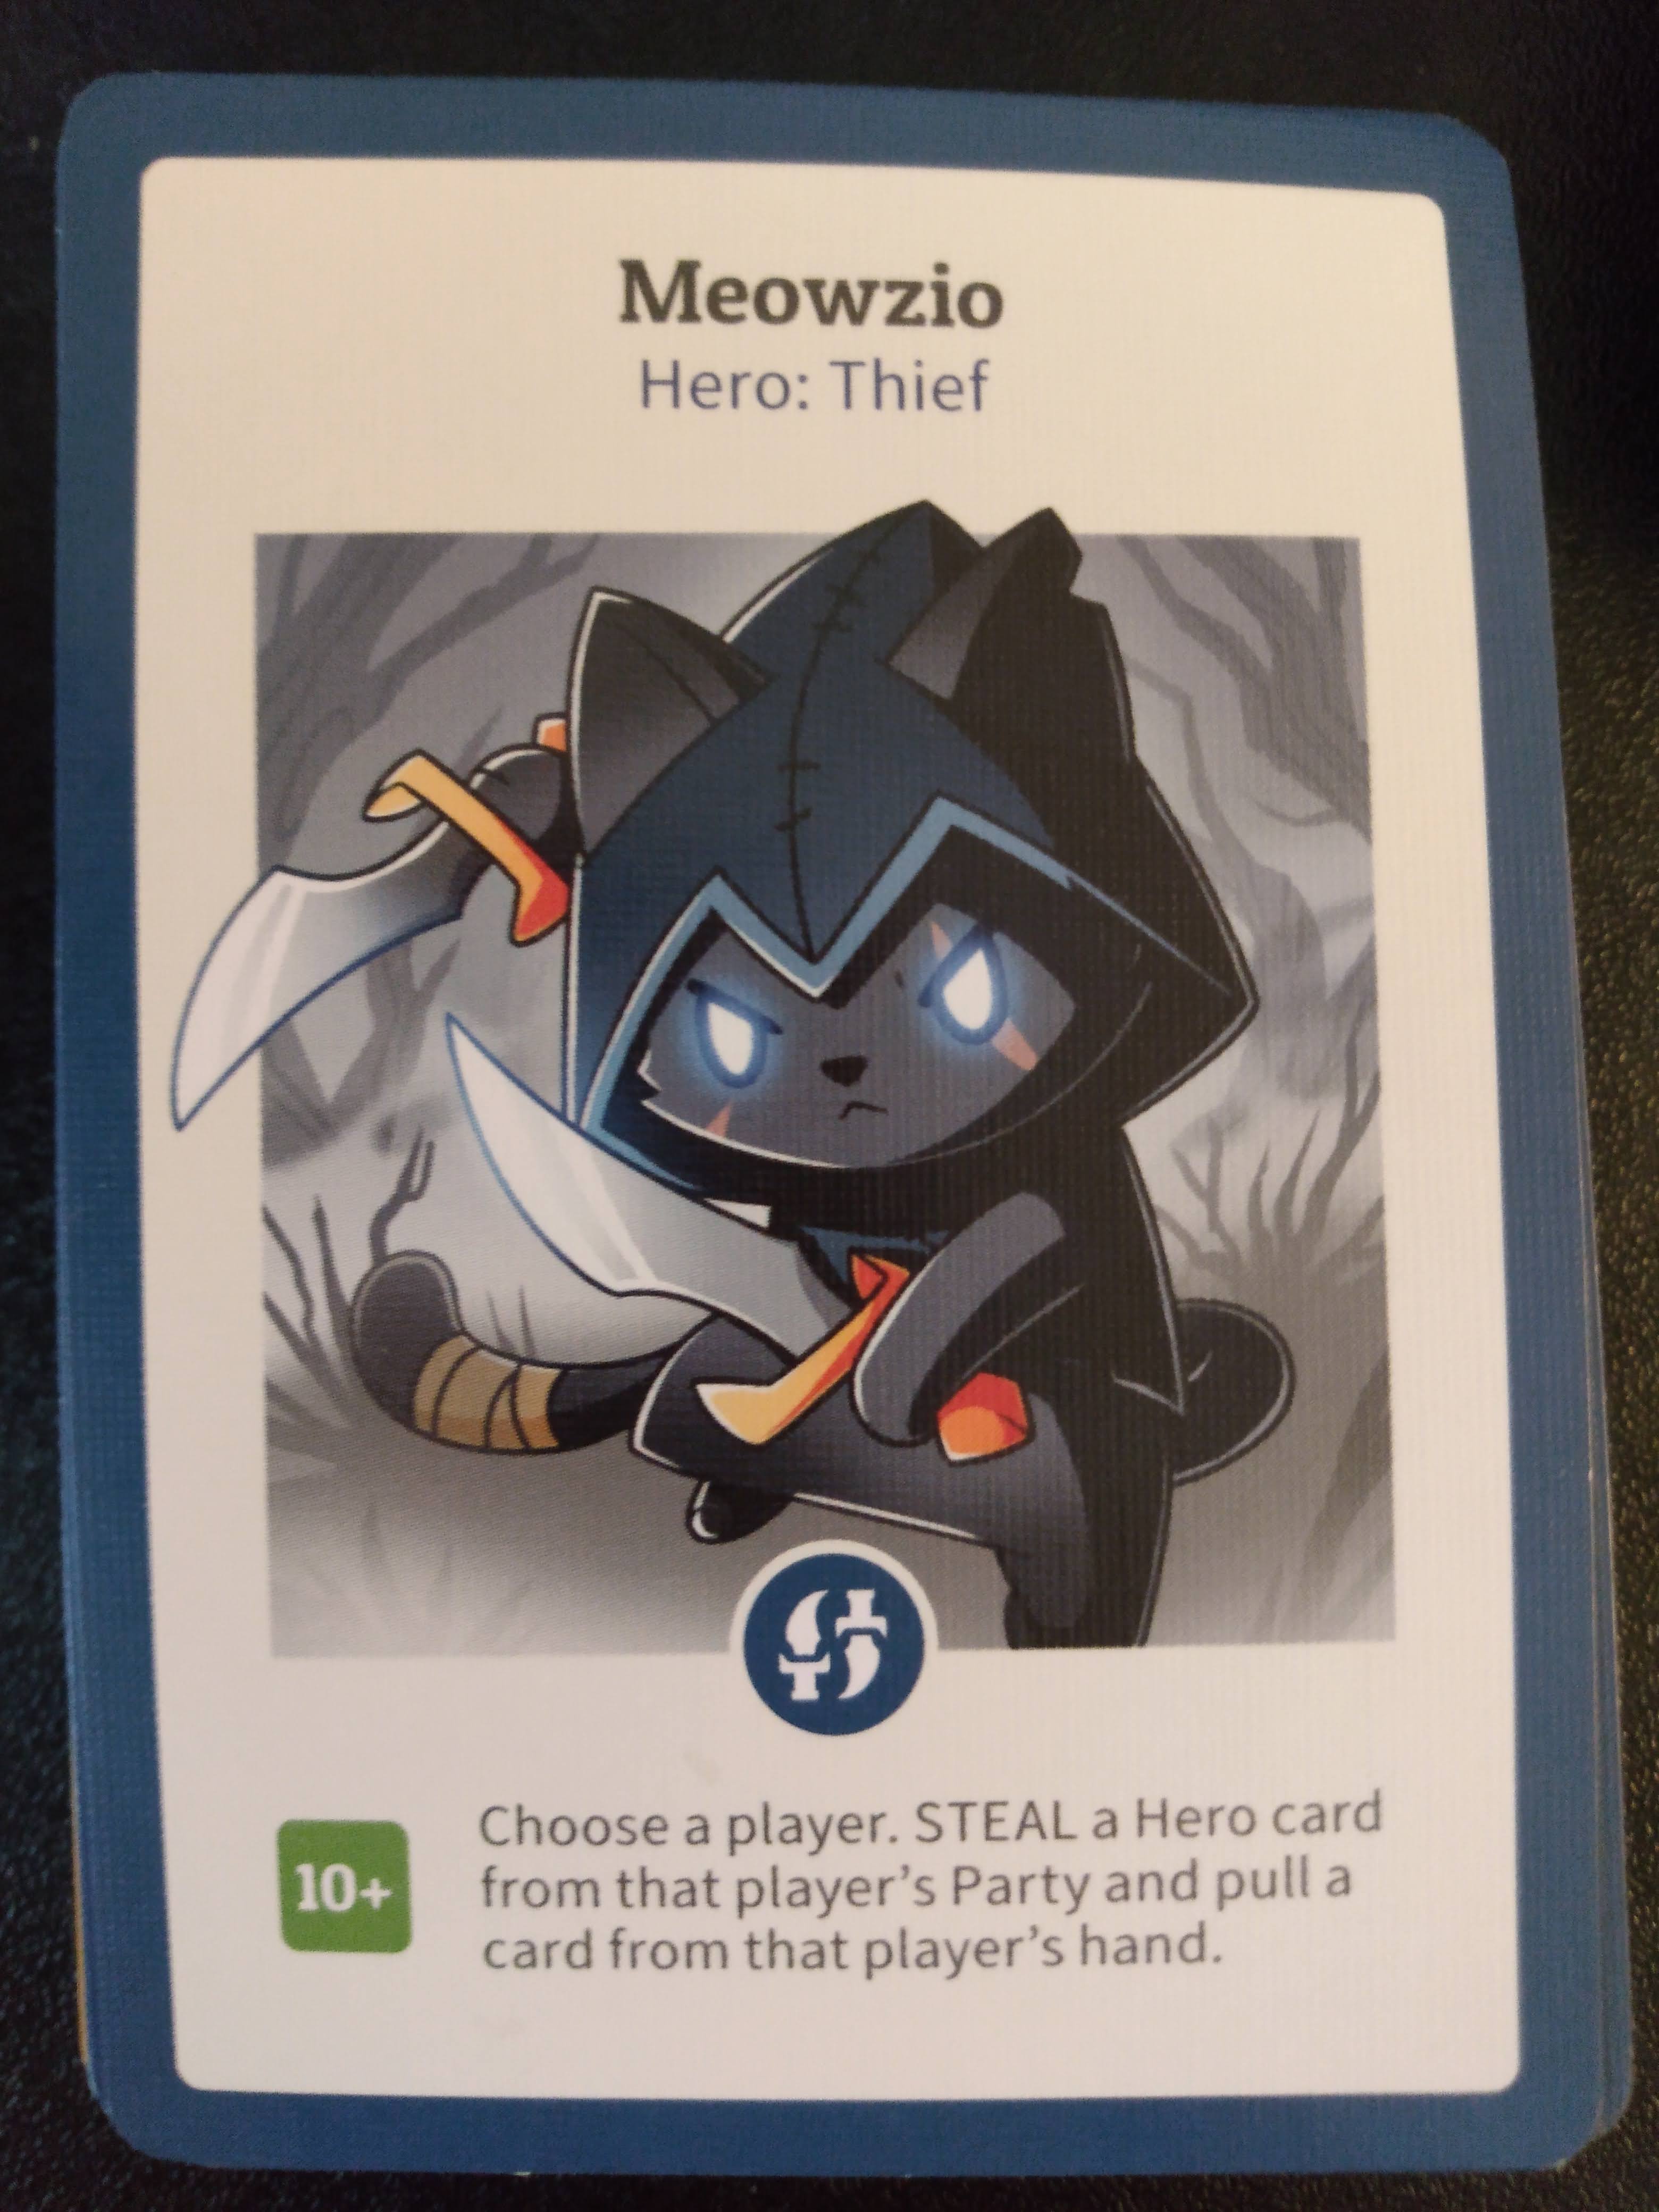 Meowzio
Hero: Thief
10+
Choose a player. STEAL a Hero card
from that player’s Party and pull a
card from that player’s hand.